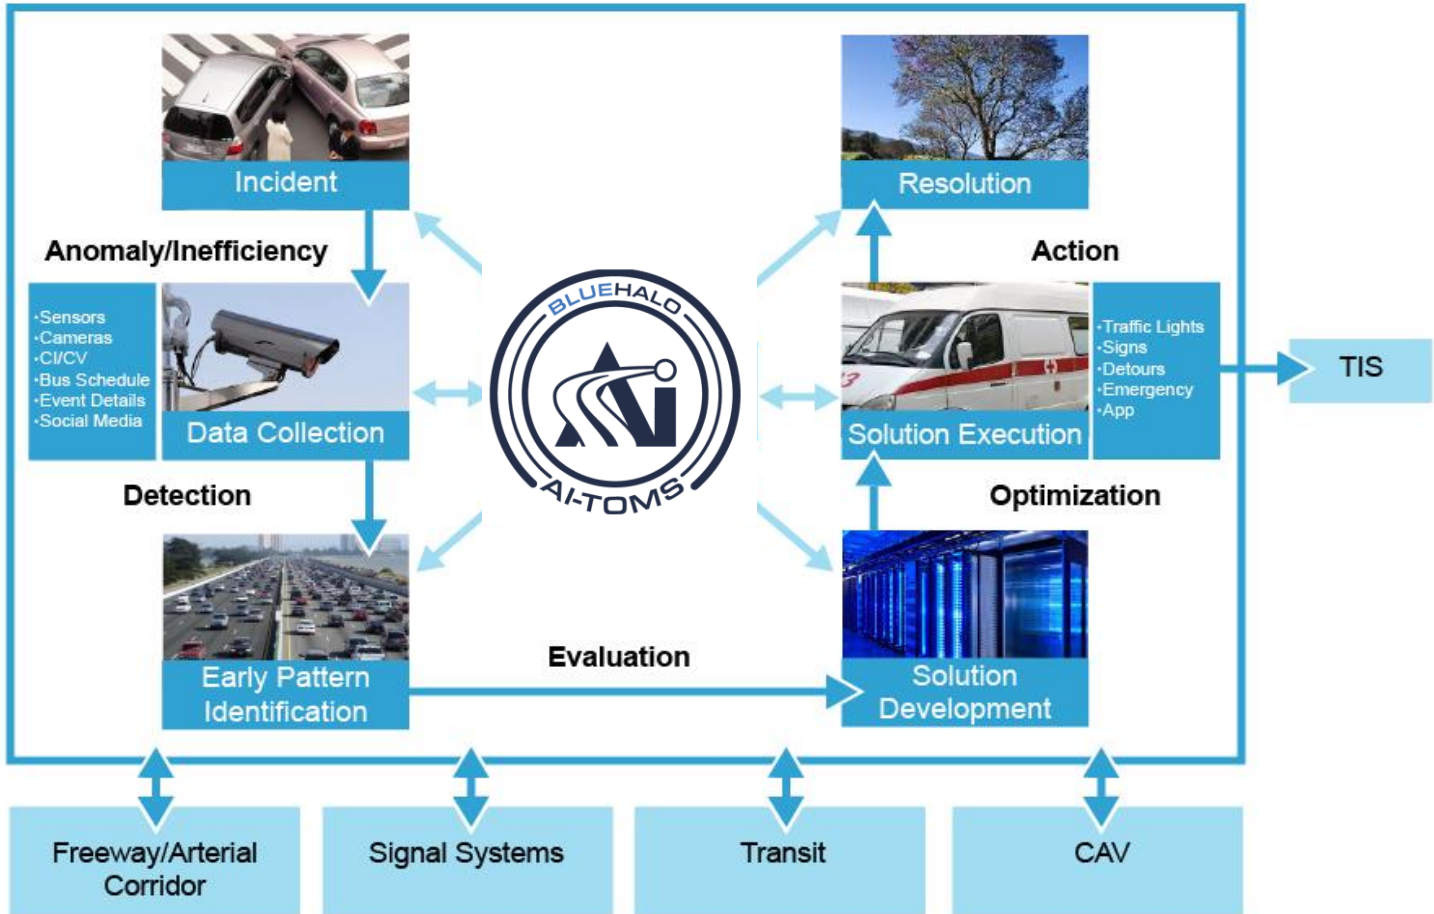 Incident
Resolution
Anomaly/Inefficiency
Action
BLUEHALO
AI-TOMS
•Sensors
•Cameras
•CI/CV
•Bus Schedule
•Event Details
•Social Media
Data Collection
Solution Execution
•Traffic Lights
•Signs
•Detours
•Emergency
•App
TIS
Detection
Optimization
Early Pattern
Identification
Evaluation
Solution
Development
Freeway/Arterial
Corridor
Signal Systems
Transit
CAV